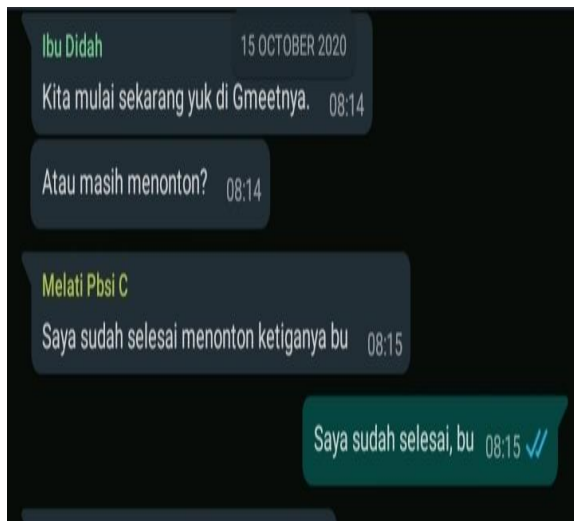 Ibu Didah
15 OCTOBER 2020
Kita mulai sekarang yuk di Gmeetnya. 08:14
Atau masih menonton? 08:14
Melati Pbsi C
Saya sudah selesai menonton ketiganya bu 08:15
Saya sudah selesai, bu 08:15